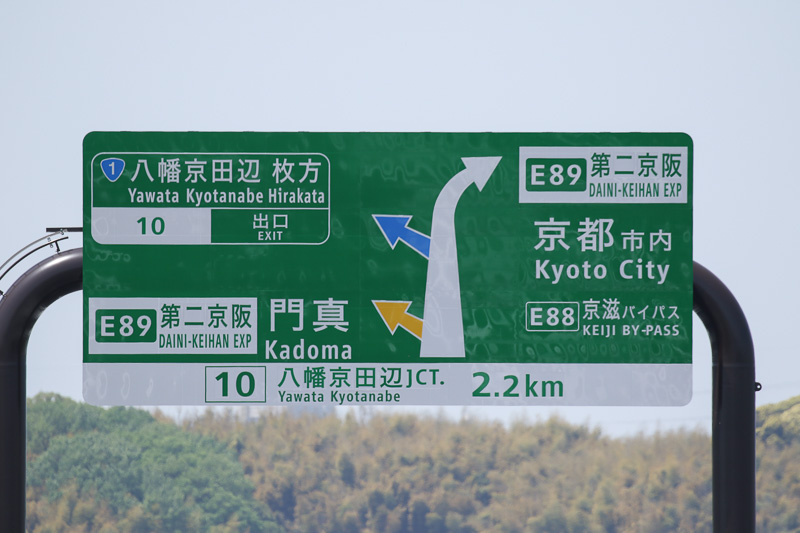 1 八幡京田辺 枚方
Yawata Kyotanabe Hirakata
10 出口
EXIT
E89 第二京阪
DAINI-KEIHAN EXP
門真
Kadoma
E89 第二京阪
DAINI-KEIHAN EXP
京都市内
Kyoto City
E88 京滋バイパス
KEIJI BY-PASS
10 八幡京田辺JCT. 2.2km
Yawata Kyotanabe